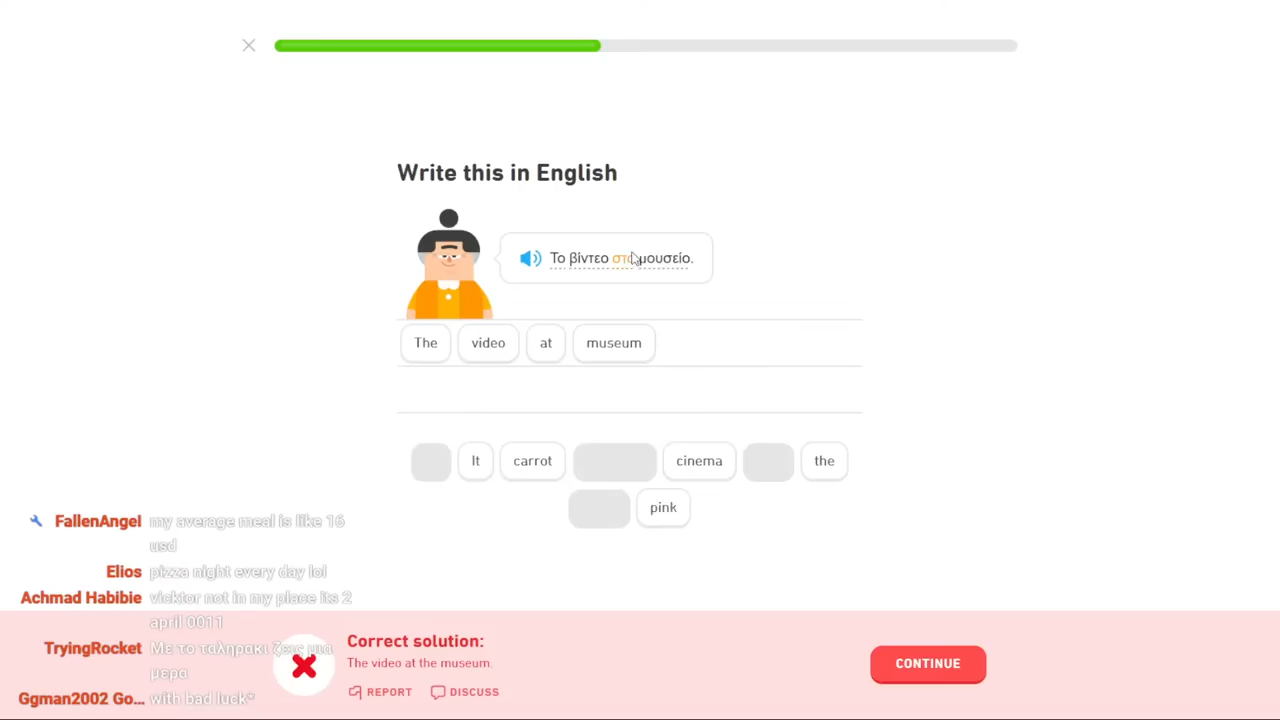 Write this in English
Το βίντεο στο μουσείο.
The video at museum
It carrot cinema the
pink
FallenAngel my average meal is like 16
usd
Elios pizza night every day lol
Achmad Habibie vicktor not in my place its 2
april 0011
TryingRocket Με το ταληρακι ζεις μια
μερα
Ggman2002 Go... with bad luck*
Correct solution:
The video at the museum.
REPORT DISCUSS
CONTINUE